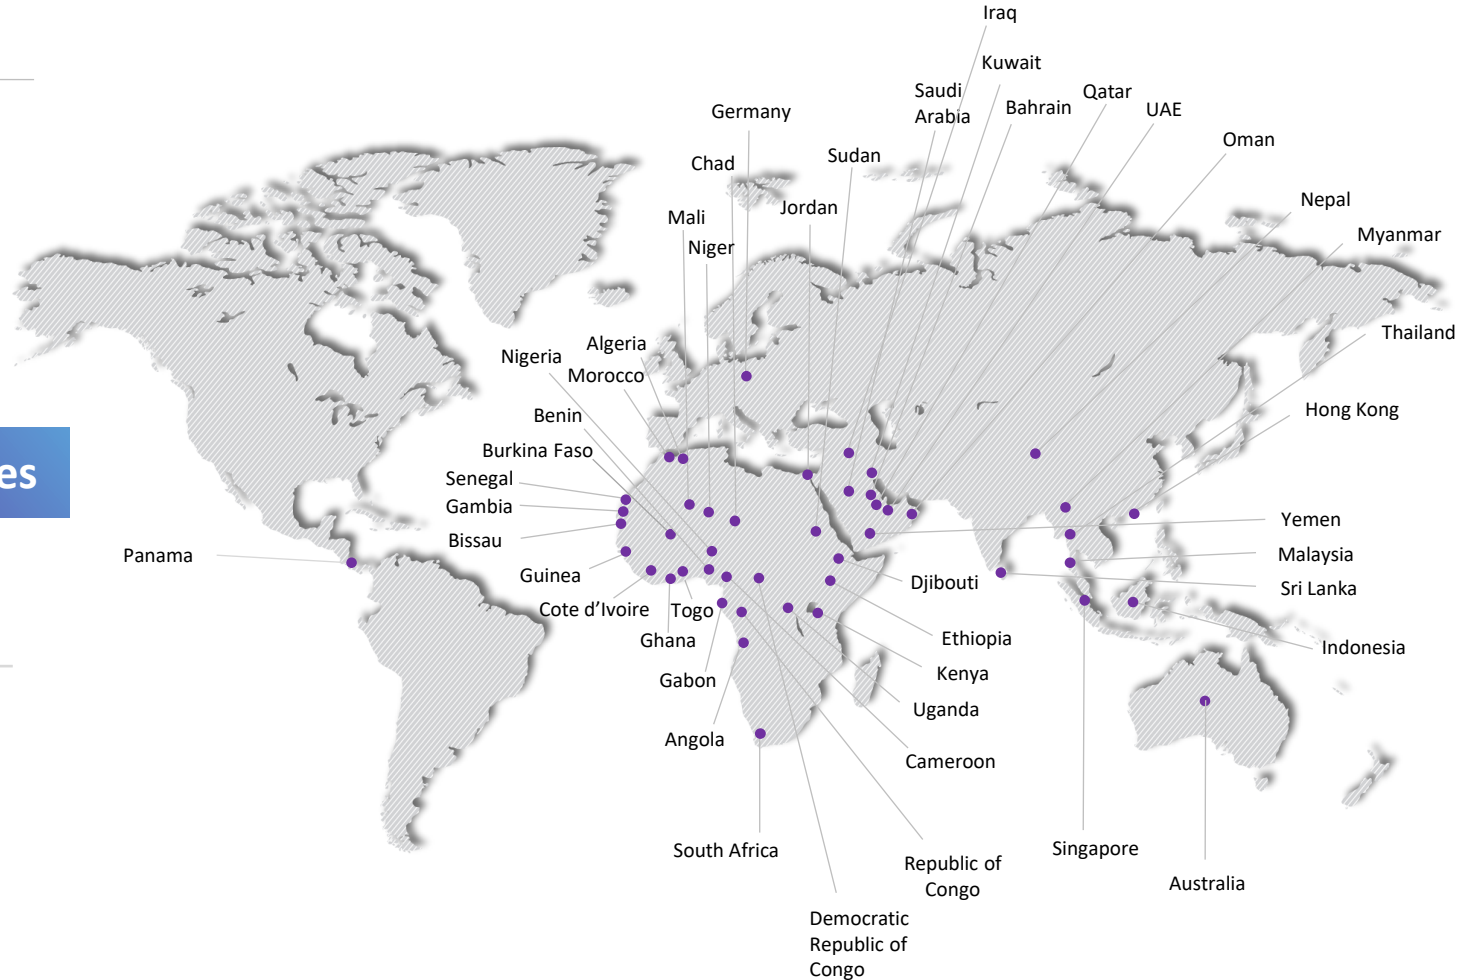 Iraq
Kuwait
Saudi
Arabia
Qatar
Bahrain
UAE
Germany
Oman
Sudan
Chad
Nepal
Jordan
Mali
Myanmar
Niger
Thailand
Algeria
Nigeria
Morocco
Hong Kong
Benin
Burkina Faso
es
Senegal
Gambia
Yemen
Bissau
Malaysia
Panama
Guinea
Djibouti
Sri Lanka
Cote d’Ivoire
Togo
Ghana
Ethiopia
Indonesia
Kenya
Gabon
Uganda
Angola
Cameroon
South Africa
Singapore
Republic of
Congo
Australia
Democratic
Republic of
Congo